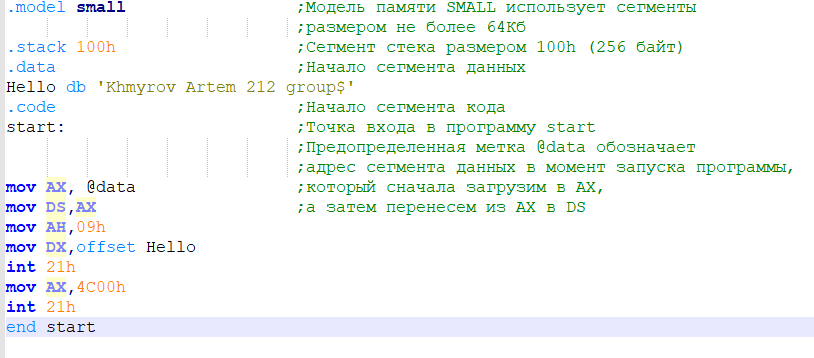 .model small ;Модель памяти SMALL использует сегменты
;размером не более 64Кб
.stack 100h ;Сегмент стека размером 100h (256 байт)
.data ;Начало сегмента данных
Hello db 'Khmyrov Artem 212 group$'
.code ;Начало сегмента кода
start: ;Точка входа в программу start
;Предопределенная метка @data обозначает
;адрес сегмента данных в момент запуска программы,
mov AX, @data ;который сначала загрузим в AX,
mov DS,AX ;а затем перенесем из AX в DS
mov AH,09h
mov DX,offset Hello
int 21h
mov AX,4C00h
int 21h
end start